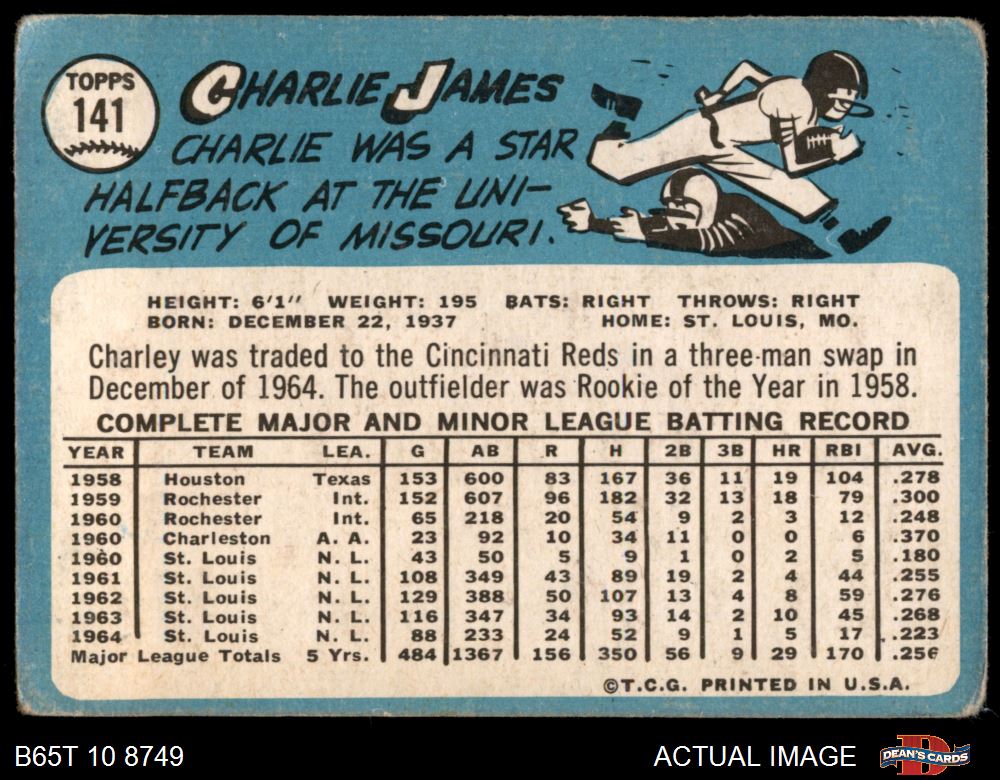 TOPPS
141
CHARLIE JAMES
CHARLIE WAS A STAR
HALFBACK AT THE UNI-
VERSITY OF MISSOURI.
HEIGHT: 6'1" WEIGHT: 195 BATS: RIGHT THROWS: RIGHT
BORN: DECEMBER 22, 1937 HOME: ST. LOUIS, MO.
Charley was traded to the Cincinnati Reds in a three-man swap in
December of 1964. The outfielder was Rookie of the Year in 1958.
COMPLETE MAJOR AND MINOR LEAGUE BATTING RECORD
YEAR TEAM LEA. G AB R H 2B 3B HR RBI AVG.
1958 Houston Texas 153 600 83 167 36 11 19 104 .278
1959 Rochester Int. 152 607 96 182 32 13 18 79 .300
1960 Rochester Int. 65 218 20 54 9 2 3 12 .248
1960 Charleston A. A. 23 92 10 34 11 0 0 6 .370
1960 St. Louis N. L. 43 50 5 9 1 0 2 5 .180
1961 St. Louis N. L. 108 349 43 89 19 2 4 44 .255
1962 St. Louis N. L. 129 388 50 107 13 4 8 59 .276
1963 St. Louis N. L. 116 347 34 93 14 2 10 45 .268
1964 St. Louis N. L. 88 233 24 52 9 1 5 17 .223
Major League Totals 5 Yrs. 484 1367 156 350 56 9 29 170 .256
©T.C.G. PRINTED IN U.S.A.
B65T 10 8749 ACTUAL IMAGE DEAN'S CARDS